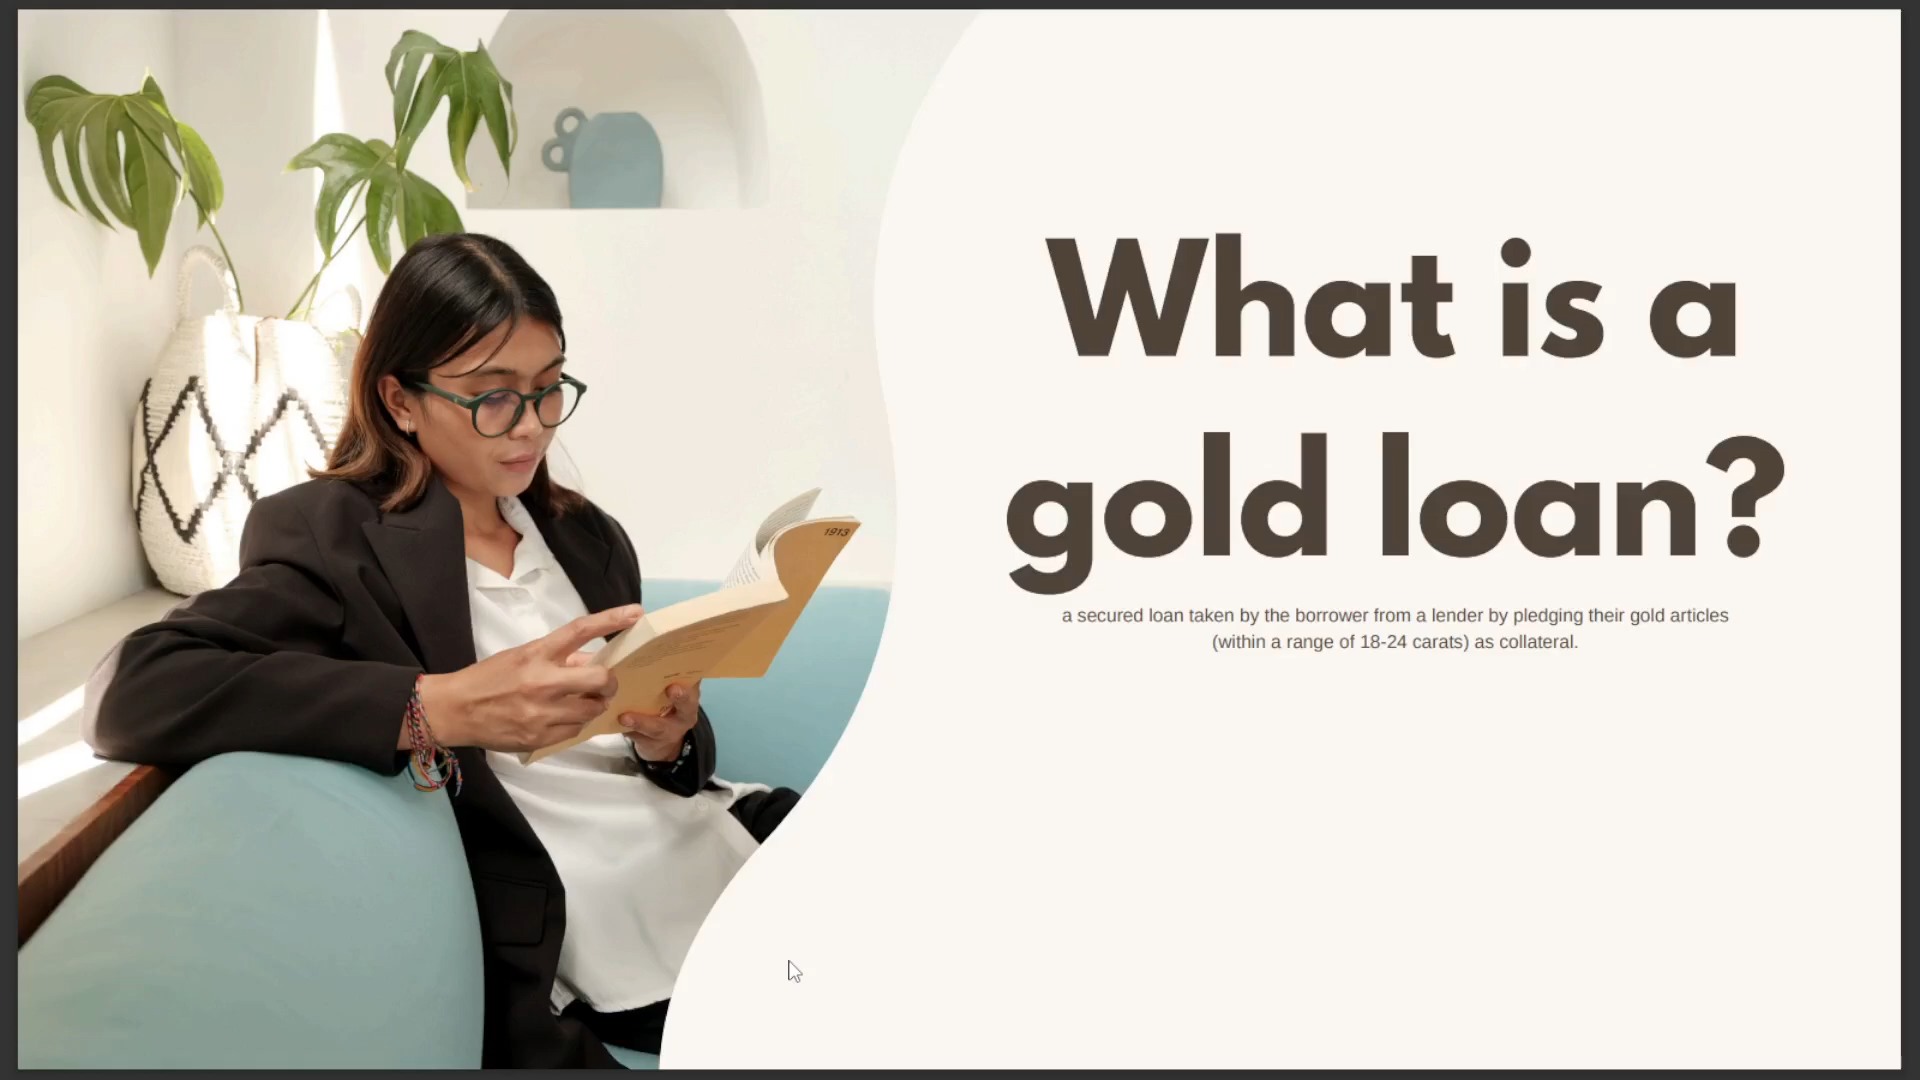 What is a
gold loan?
a secured loan taken by the borrower from a lender by pledging their gold articles
(within a range of 18-24 carats) as collateral.
1913